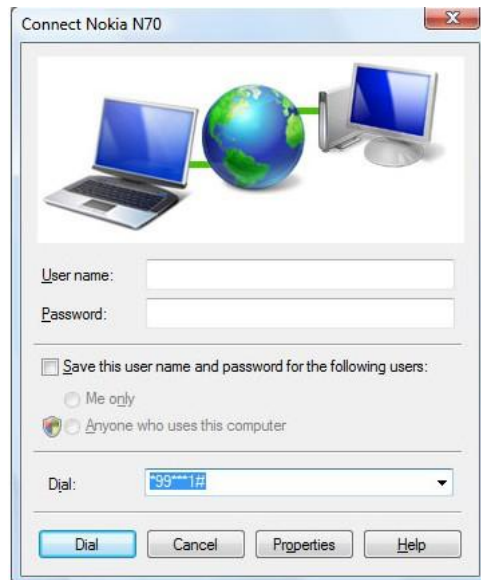 Connect Nokia N70
User name:
Password:
Save this user name and password for the following users:
Me only
Anyone who uses this computer
Dial: *99***1#
Dial Cancel Properties Help